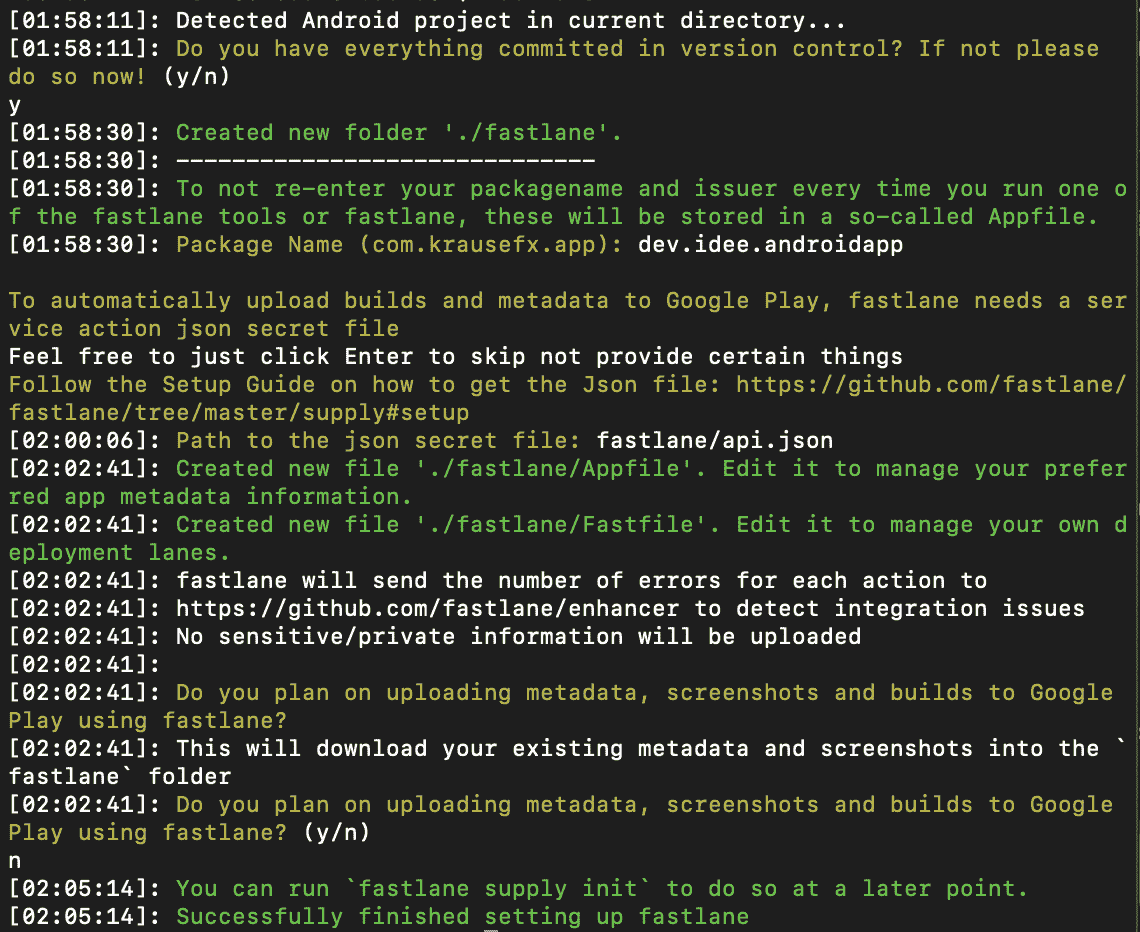 [01:58:11]: Detected Android project in current directory...
[01:58:11]: Do you have everything committed in version control? If not please
do so now! (y/n)
y
[01:58:30]: Created new folder './fastlane'.
[01:58:30]: ------------------------------
[01:58:30]: To not re-enter your packagename and issuer every time you run one o
f the fastlane tools or fastlane, these will be stored in a so-called Appfile.
[01:58:30]: Package Name (com.krausefx.app): dev.idee.androidapp

To automatically upload builds and metadata to Google Play, fastlane needs a ser
vice action json secret file
Feel free to just click Enter to skip not provide certain things
Follow the Setup Guide on how to get the Json file: https://github.com/fastlane/
fastlane/tree/master/supply#setup
[02:00:06]: Path to the json secret file: fastlane/api.json
[02:02:41]: Created new file './fastlane/Appfile'. Edit it to manage your prefer
red app metadata information.
[02:02:41]: Created new file './fastlane/Fastfile'. Edit it to manage your own d
eployment lanes.
[02:02:41]: fastlane will send the number of errors for each action to
[02:02:41]: https://github.com/fastlane/enhancer to detect integration issues
[02:02:41]: No sensitive/private information will be uploaded
[02:02:41]:
[02:02:41]: Do you plan on uploading metadata, screenshots and builds to Google
Play using fastlane?
[02:02:41]: This will download your existing metadata and screenshots into the `
fastlane` folder
[02:02:41]: Do you plan on uploading metadata, screenshots and builds to Google
Play using fastlane? (y/n)
n
[02:05:14]: You can run `fastlane supply init` to do so at a later point.
[02:05:14]: Successfully finished setting up fastlane